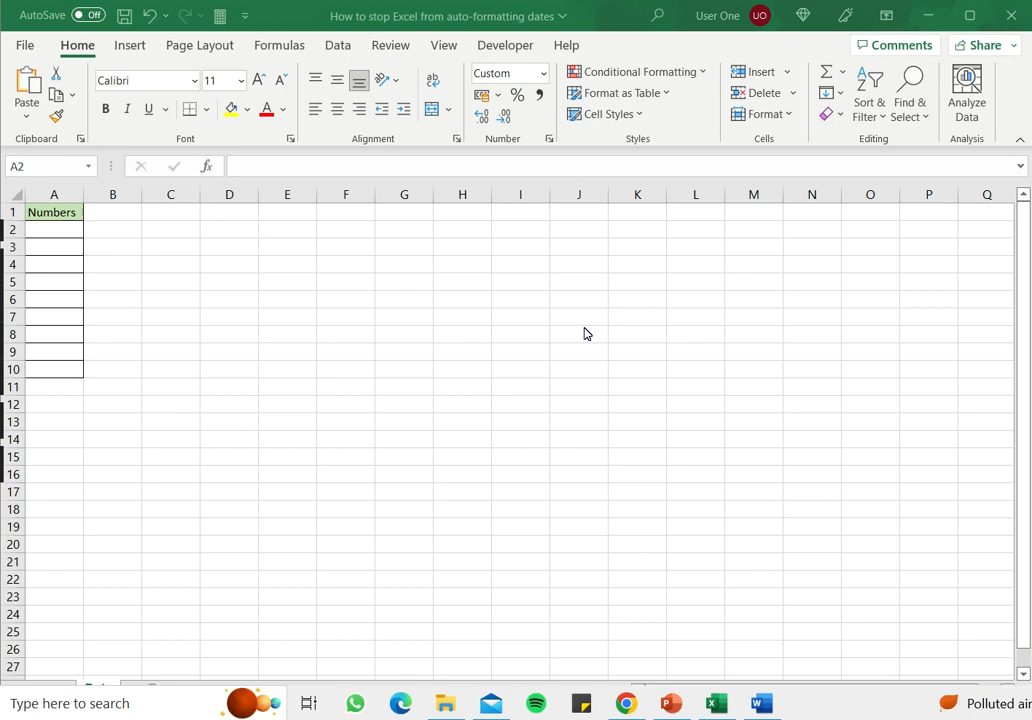 AutoSave Off How to stop Excel from auto-formatting dates User One UO
File Home Insert Page Layout Formulas Data Review View Developer Help Comments Share
Paste Calibri 11 Custom Conditional Formatting Insert
B I U A ab % Format as Table Delete Sort & Filter Find & Select Analyze Data
Cell Styles Format
Clipboard Font Alignment Number Styles Cells Editing Analysis
A2 fx
A B C D E F G H I J K L M N O P Q
1 Numbers
2
3
4
5
6
7
8
9
10
11
12
13
14
15
16
17
18
19
20
21
22
23
24
25
26
27
Type here to search Polluted air